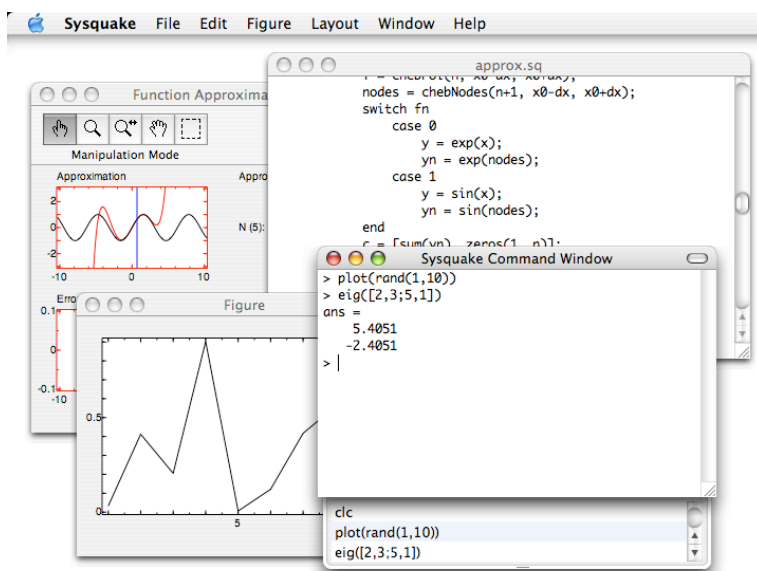 Sysquake File Edit Figure Layout Window Help
approx.sq
nodes = chebNodes(n+1, x0-dx, x0+dx);
switch fn
case 0
y = exp(x);
yn = exp(nodes);
case 1
y = sin(x);
yn = sin(nodes);
end
c = [sum(yn), zeros(1, n)];
Function Approxima
Manipulation Mode
Approximation
Appro
2
0
-2
-10 0 10
N (5):
Erro
0.1
0
-0.1
-10
Figure
0.5
0
5
Sysquake Command Window
> plot(rand(1,10))
> eig([2,3;5,1])
ans =
5.4051
-2.4051
>
clc
plot(rand(1,10))
eig([2,3;5,1])